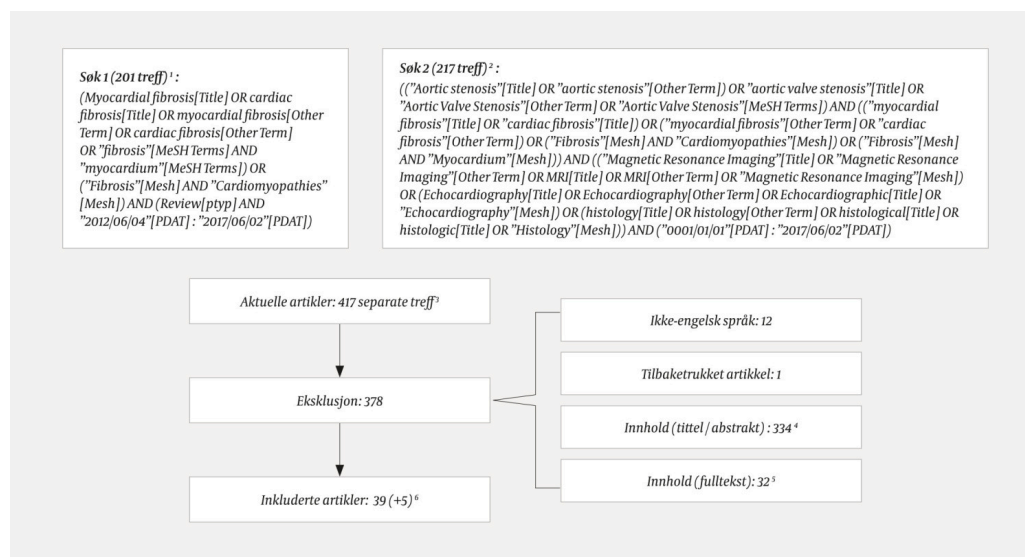 Søk 1 (201 treff) ¹ :
(Myocardial fibrosis[Title] OR cardiac
fibrosis[Title] OR myocardial fibrosis[Other
Term] OR cardiac fibrosis[Other Term]
OR "fibrosis"[MeSH Terms] AND
"myocardium"[MeSH Terms]) OR
("Fibrosis"[Mesh] AND "Cardiomyopathies"
[Mesh]) AND (Review[ptyp] AND
"2012/06/04"[PDAT] : "2017/06/02"[PDAT])
Søk 2 (217 treff) ² :
(("Aortic stenosis"[Title] OR "aortic stenosis"[Other Term]) OR "aortic valve stenosis"[Title] OR
"Aortic Valve Stenosis"[Other Term] OR "Aortic Valve Stenosis"[MeSH Terms]) AND (("myocardial
fibrosis"[Title] OR "cardiac fibrosis"[Title]) OR ("myocardial fibrosis"[Other Term] OR "cardiac
fibrosis"[Other Term]) OR ("Fibrosis"[Mesh] AND "Cardiomyopathies"[Mesh]) OR ("Fibrosis"[Mesh]
AND "Myocardium"[Mesh])) AND (("Magnetic Resonance Imaging"[Title] OR "Magnetic Resonance
Imaging"[Other Term] OR MRI[Title] OR MRI[Other Term] OR "Magnetic Resonance Imaging"[Mesh])
OR (Echocardiography[Title] OR Echocardiography[Other Term] OR Echocardiographic[Title] OR
"Echocardiography"[Mesh]) OR (histology[Title] OR histology[Other Term] OR histological[Title] OR
histologic[Title] OR "Histology"[Mesh])) AND ("0001/01/01"[PDAT] : "2017/06/02"[PDAT])
Aktuelle artikler: 417 separate treff ³
Eksklusjon: 378
Inkluderte artikler: 39 (+5) ⁶
Ikke-engelsk språk: 12
Tilbaketrukket artikkel: 1
Innhold (tittel / abstrakt) : 334 ⁴
Innhold (fulltekst): 32 ⁵